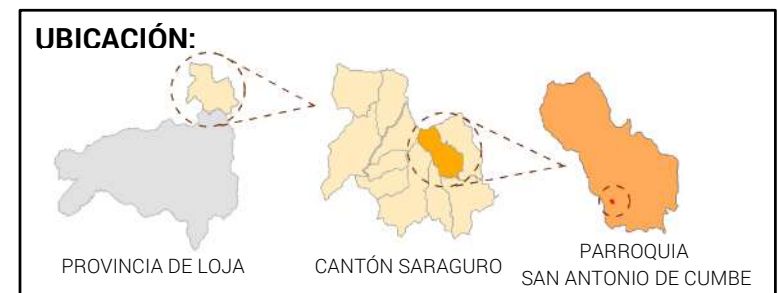 UBICACIÓN:
PROVINCIA DE LOJA
CANTÓN SARAGURO
PARROQUIA
SAN ANTONIO DE CUMBE